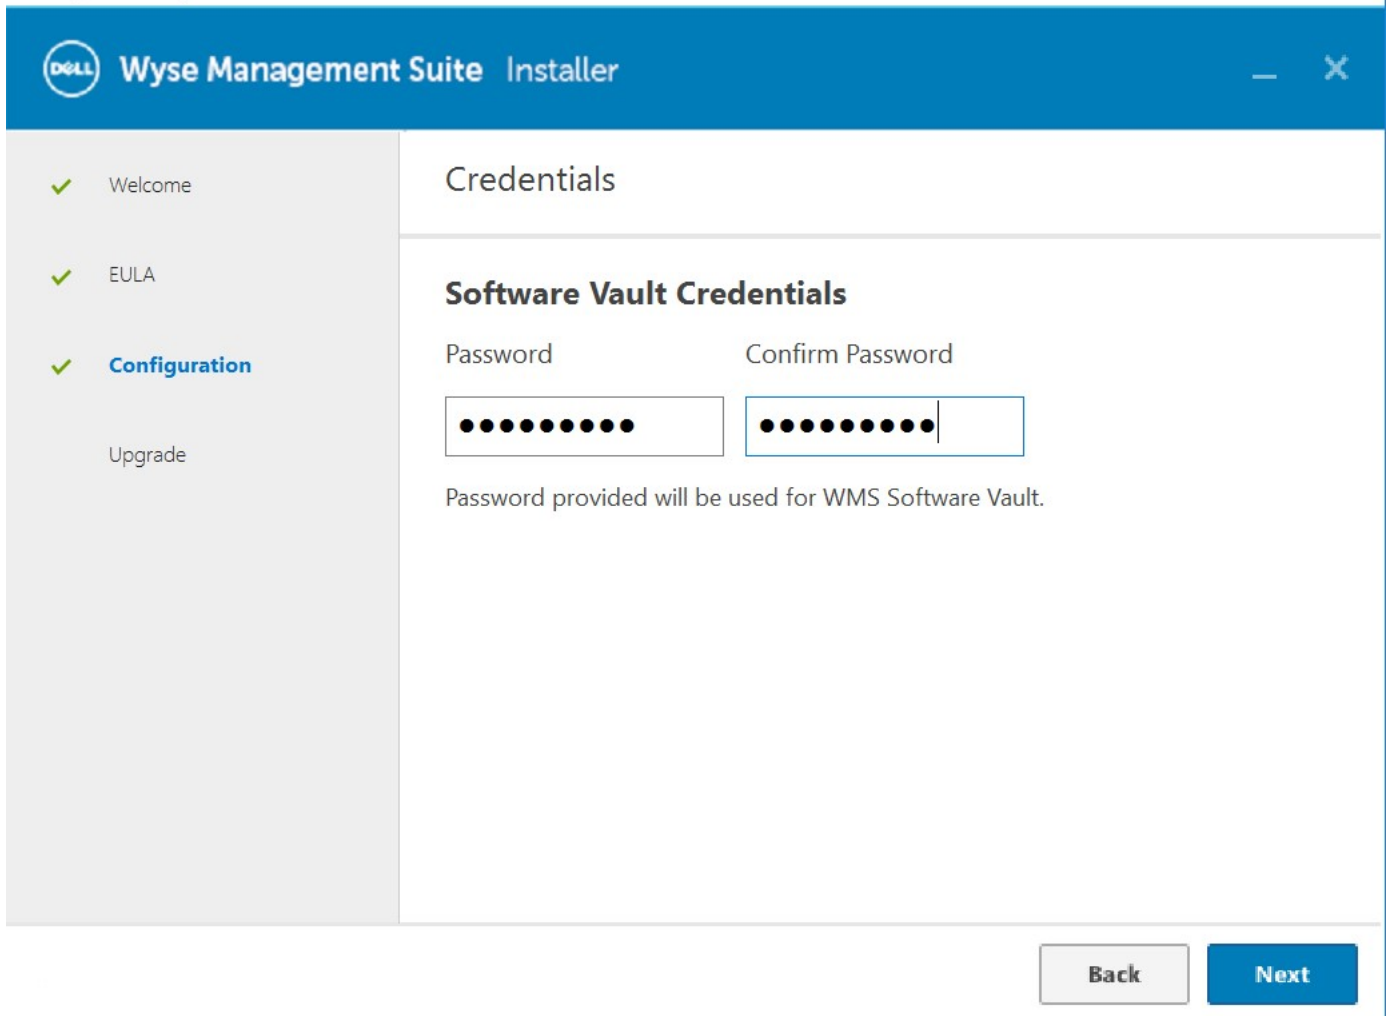 DELL Wyse Management Suite Installer
Welcome
EULA
Configuration
Upgrade
Credentials
Software Vault Credentials
Password Confirm Password
●●●●●●●●● ●●●●●●●●●
Password provided will be used for WMS Software Vault.
Back Next